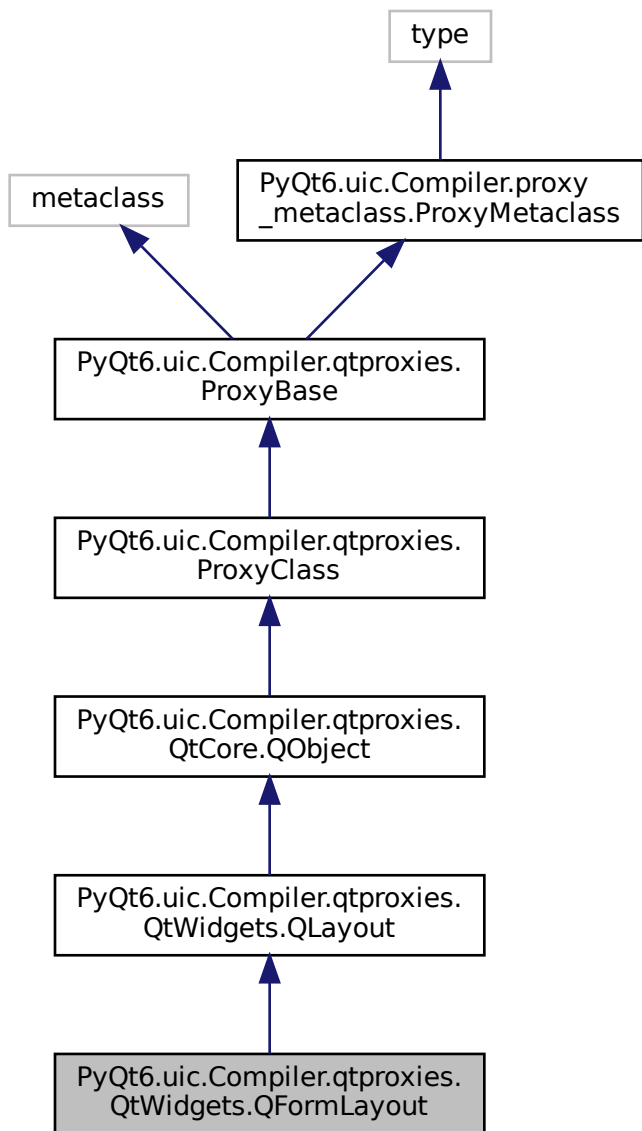 type
PyQt6.uic.Compiler.proxy
_metaclass.ProxyMetaclass
metaclass
PyQt6.uic.Compiler.qtproxies.
ProxyBase
PyQt6.uic.Compiler.qtproxies.
ProxyClass
PyQt6.uic.Compiler.qtproxies.
QtCore.QObject
PyQt6.uic.Compiler.qtproxies.
QtWidgets.QLayout
PyQt6.uic.Compiler.qtproxies.
QtWidgets.QFormLayout